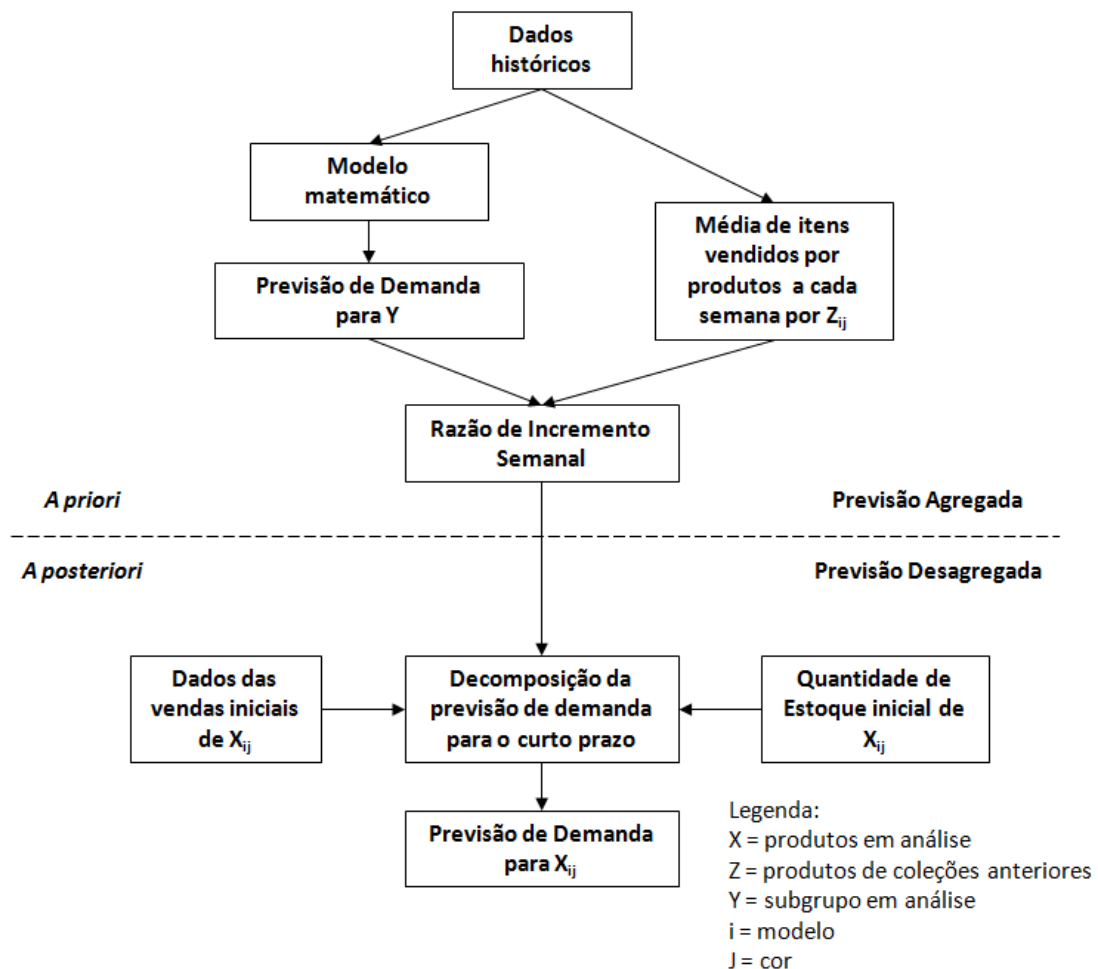 Dados
históricos
Modelo
matemático
Média de itens
vendidos por
produtos a cada
semana por Zij
Previsão de Demanda
para Y
Razão de Incremento
Semanal
A priori
Previsão Agregada
A posteriori
Previsão Desagregada
Dados das
vendas iniciais
de Xij
Decomposição da
previsão de demanda
para o curto prazo
Quantidade de
Estoque inicial de
Xij
Previsão de Demanda
para Xij
Legenda:
X = produtos em análise
Z = produtos de coleções anteriores
Y = subgrupo em análise
i = modelo
J = cor